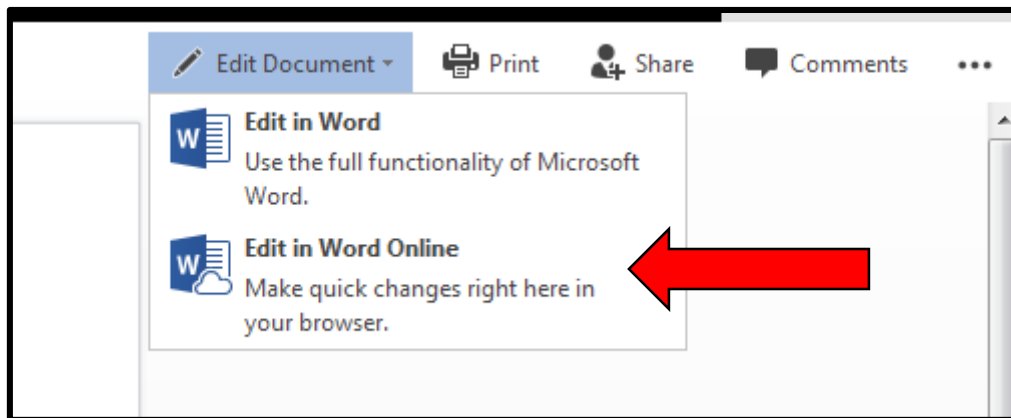 Edit Document Print Share Comments •••
Edit in Word
Use the full functionality of Microsoft
Word.
Edit in Word Online
Make quick changes right here in
your browser.